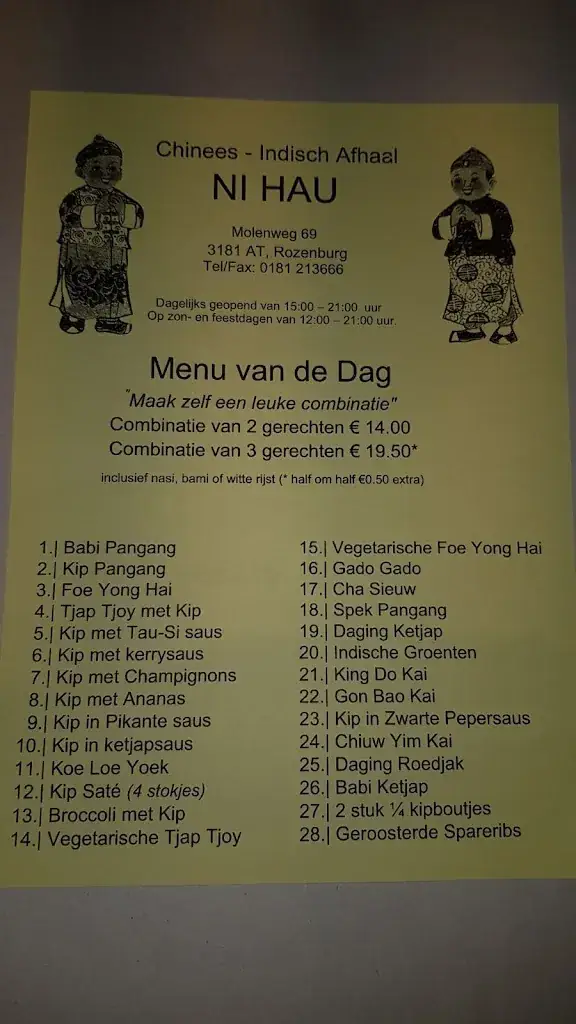 Chinees - Indisch Afhaal
NI HAU
Molenweg 69
3181 AT, Rozenburg
Tel/Fax: 0181 213666
Dagelijks geopend van 15:00 – 21:00 uur
Op zon- en feestdagen van 12:00 – 21:00 uur.
Menu van de Dag
"Maak zelf een leuke combinatie"
Combinatie van 2 gerechten € 14.00
Combinatie van 3 gerechten € 19.50*
inclusief nasi, bami of witte rijst (* half om half €0.50 extra)
1.| Babi Pangang
2.| Kip Pangang
3.| Foe Yong Hai
4.| Tjap Tjoy met Kip
5.| Kip met Tau-Si saus
6.| Kip met kerrysaus
7.| Kip met Champignons
8.| Kip met Ananas
9.| Kip in Pikante saus
10.| Kip in ketjapsaus
11.| Koe Loe Yoek
12.| Kip Saté (4 stokjes)
13.| Broccoli met Kip
14.| Vegetarische Tjap Tjoy
15.| Vegetarische Foe Yong Hai
16.| Gado Gado
17.| Cha Sieuw
18.| Spek Pangang
19.| Daging Ketjap
20.| Indische Groenten
21.| King Do Kai
22.| Gon Bao Kai
23.| Kip in Zwarte Pepersaus
24.| Chiuw Yim Kai
25.| Daging Roedjak
26.| Babi Ketjap
27.| 2 stuk ¼ kipboutjes
28.| Geroosterde Spareribs